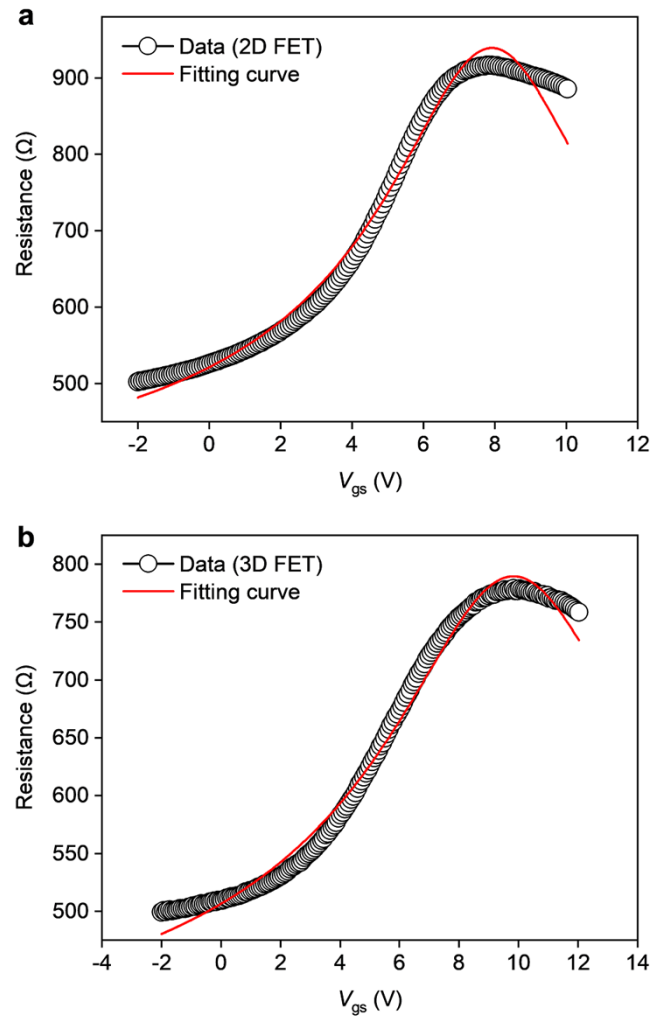 a
Data (2D FET)
Fitting curve
900
800
700
600
500
Resistance (Ω)
-2 0 2 4 6 8 10 12
Vgs (V)
b
Data (3D FET)
Fitting curve
800
750
700
650
600
550
500
Resistance (Ω)
-4 -2 0 2 4 6 8 10 12 14
Vgs (V)